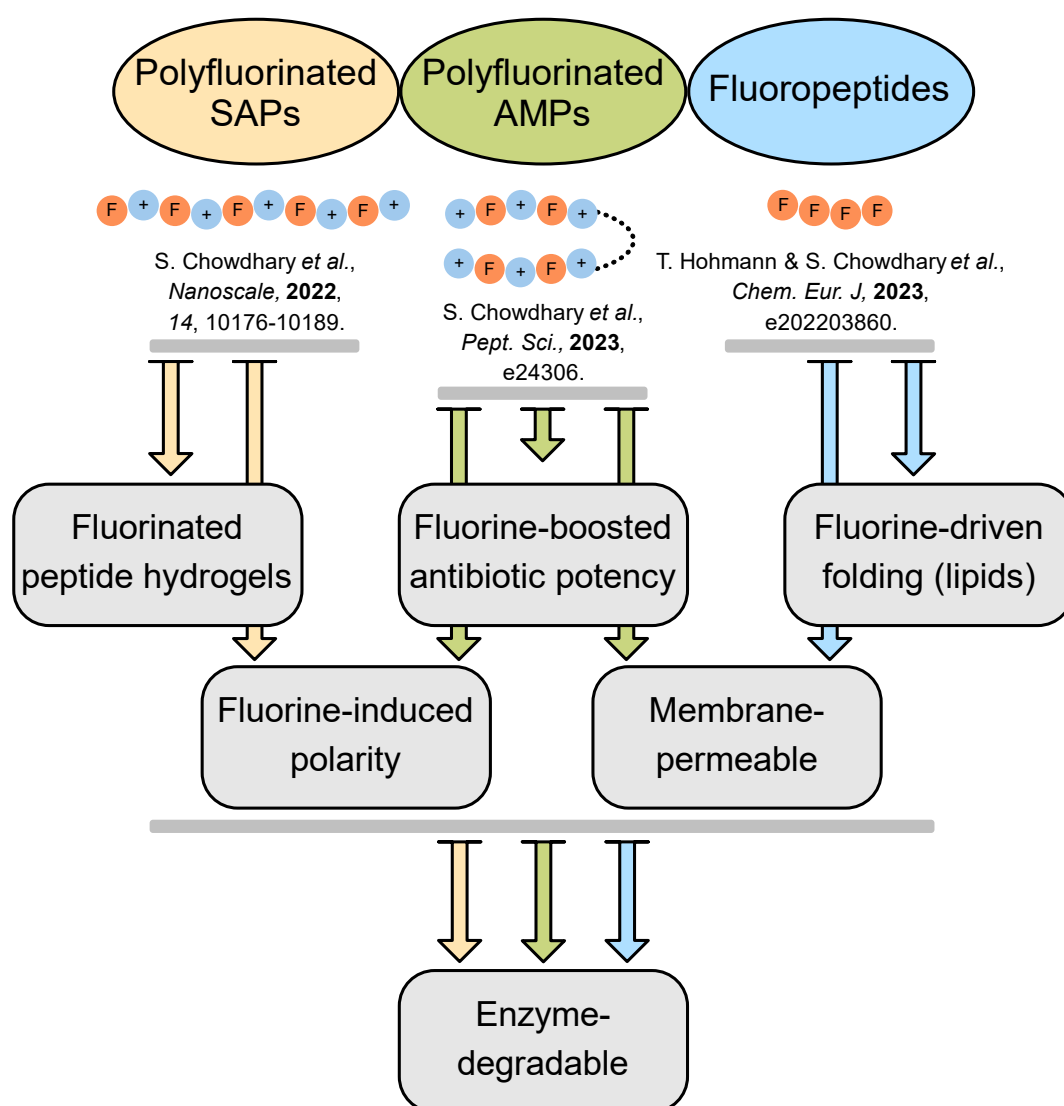 Polyfluorinated
SAPs
Polyfluorinated
AMPs
Fluoropeptides
F + F + F + F + F +
+ F + F +
+ F + F +
F F F F
S. Chowdhary et al.,
Nanoscale, 2022,
14, 10176-10189.
S. Chowdhary et al.,
Pept. Sci., 2023,
e24306.
T. Hohmann & S. Chowdhary et al.,
Chem. Eur. J, 2023,
e202203860.
Fluorinated
peptide hydrogels
Fluorine-boosted
antibiotic potency
Fluorine-driven
folding (lipids)
Fluorine-induced
polarity
Membrane-
permeable
Enzyme-
degradable